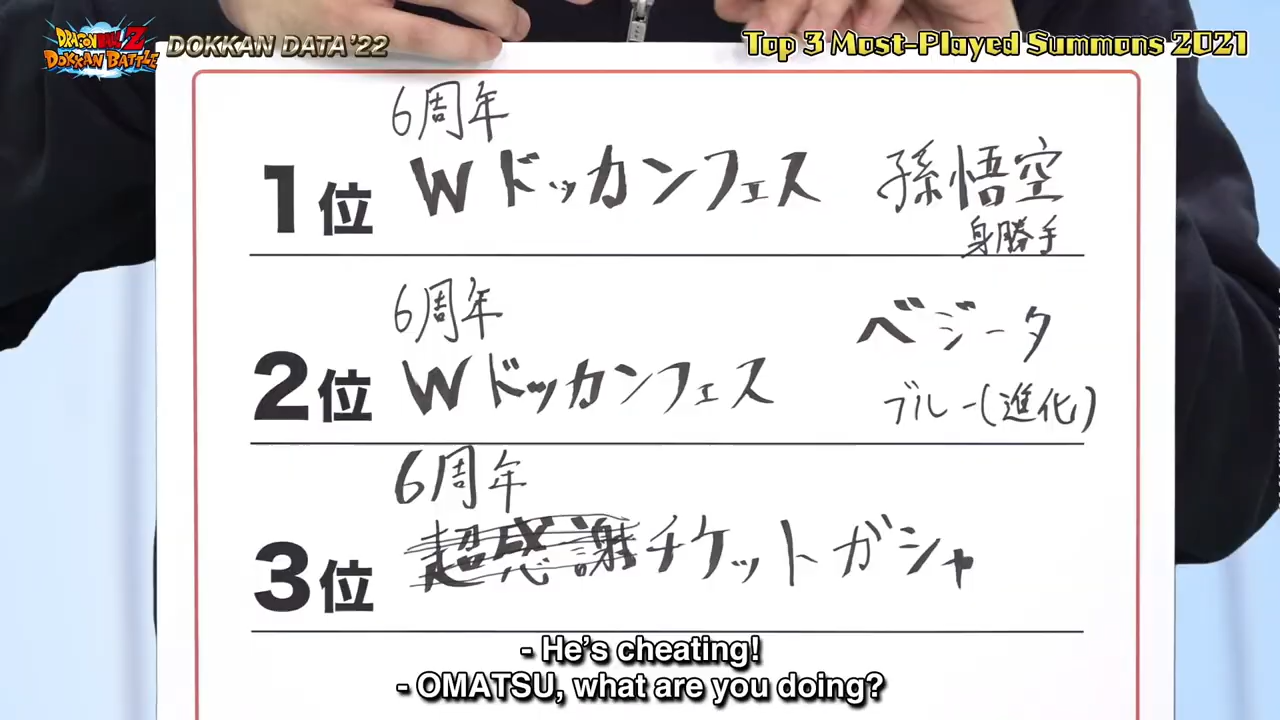 DRAGON BALL Z
DOKKAN BATTLE
DOKKAN DATA '22
Top 3 Most-Played Summons 2021
6周年
1位 Wドッカンフェス 孫悟空
身勝手
6周年
2位 Wドッカンフェス ベジータ
ブルー(進化)
6周年
3位 超感謝チケットガシャ
- He's cheating!
- OMATSU, what are you doing?